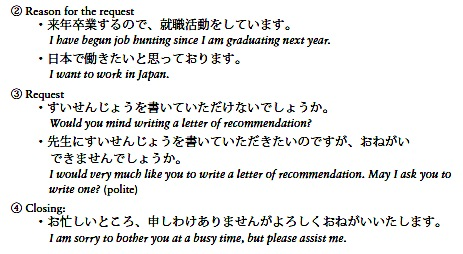 ② Reason for the request
・来年卒業するので、就職活動をしています。
I have begun job hunting since I am graduating next year.
・日本で働きたいと思っております。
I want to work in Japan.
③ Request
・すいせんじょうを書いていただけないでしょうか。
Would you mind writing a letter of recommendation?
・先生にすいせんじょうを書いていただきたいのですが、おねがい
できませんでしょうか。
I would very much like you to write a letter of recommendation. May I ask you to
write one? (polite)
④ Closing:
・お忙しいところ、申しわけありませんがよろしくおねがいいたします。
I am sorry to bother you at a busy time, but please assist me.